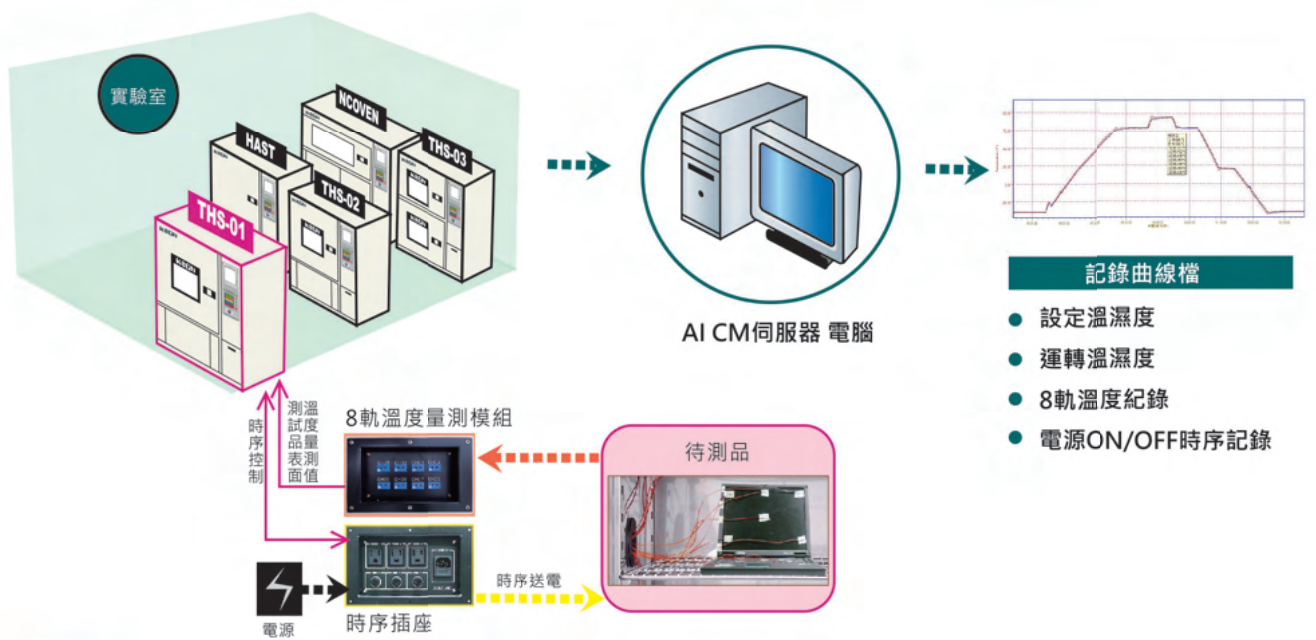 實驗室
NCOVEN
HAST
THS-03
THS-02
THS-01
AI CM伺服器 電腦
記錄曲線檔
設定溫濕度
運轉溫濕度
8軌溫度紀錄
電源ON/OFF時序記錄
時序控制
測試品表面
溫度量測值
8軌溫度量測模組
待測品
時序送電
電源
時序插座